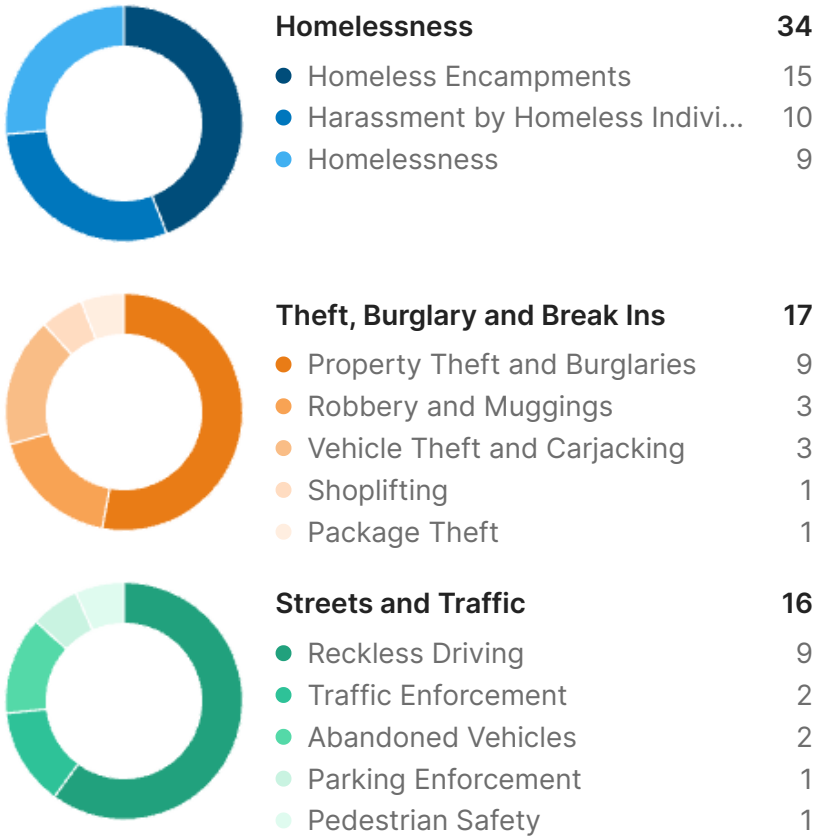 Homelessness 34
Homeless Encampments 15
Harassment by Homeless Indivi... 10
Homelessness 9
Theft, Burglary and Break Ins 17
Property Theft and Burglaries 9
Robbery and Muggings 3
Vehicle Theft and Carjacking 3
Shoplifting 1
Package Theft 1
Streets and Traffic 16
Reckless Driving 9
Traffic Enforcement 2
Abandoned Vehicles 2
Parking Enforcement 1
Pedestrian Safety 1